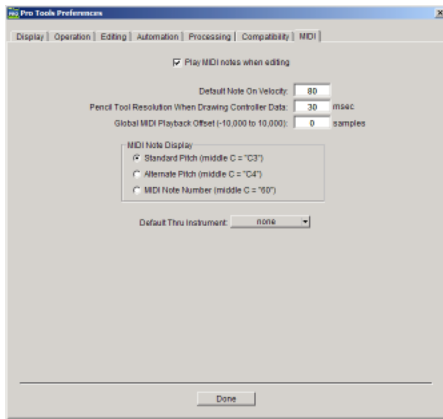 Pro Tools Preferences
Display Operation Editing Automation Processing Compatibility MIDI
Play MIDI notes when editing
Default Note On Velocity: 80
Pencil Tool Resolution When Drawing Controller Data: 30 msec
Global MIDI Playback Offset (-10,000 to 10,000): 0 samples
MIDI Note Display
Standard Pitch (middle C = "C3")
Alternate Pitch (middle C = "C4")
MIDI Note Number (middle C = "60")
Default Thru Instrument: none
Done